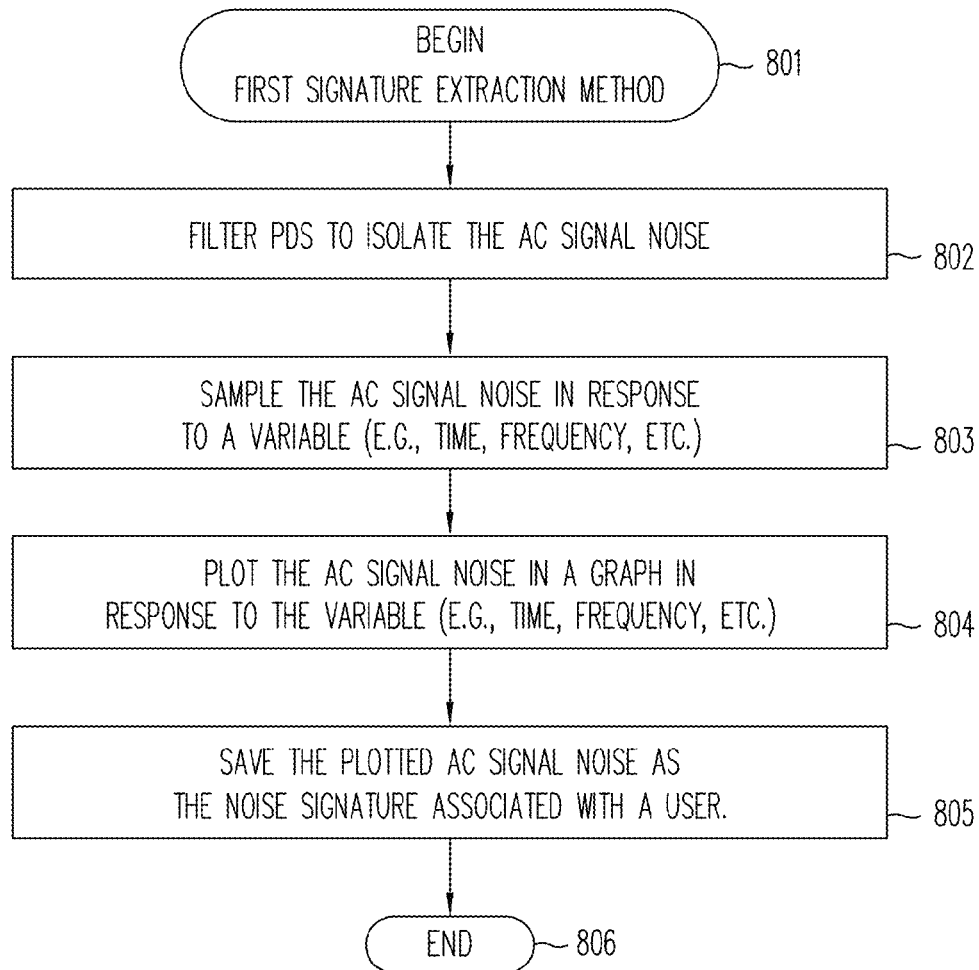 BEGIN
FIRST SIGNATURE EXTRACTION METHOD
801
FILTER PDS TO ISOLATE THE AC SIGNAL NOISE
802
SAMPLE THE AC SIGNAL NOISE IN RESPONSE
TO A VARIABLE (E.G., TIME, FREQUENCY, ETC.)
803
PLOT THE AC SIGNAL NOISE IN A GRAPH IN
RESPONSE TO THE VARIABLE (E.G., TIME, FREQUENCY, ETC.)
804
SAVE THE PLOTTED AC SIGNAL NOISE AS
THE NOISE SIGNATURE ASSOCIATED WITH A USER.
805
END
806